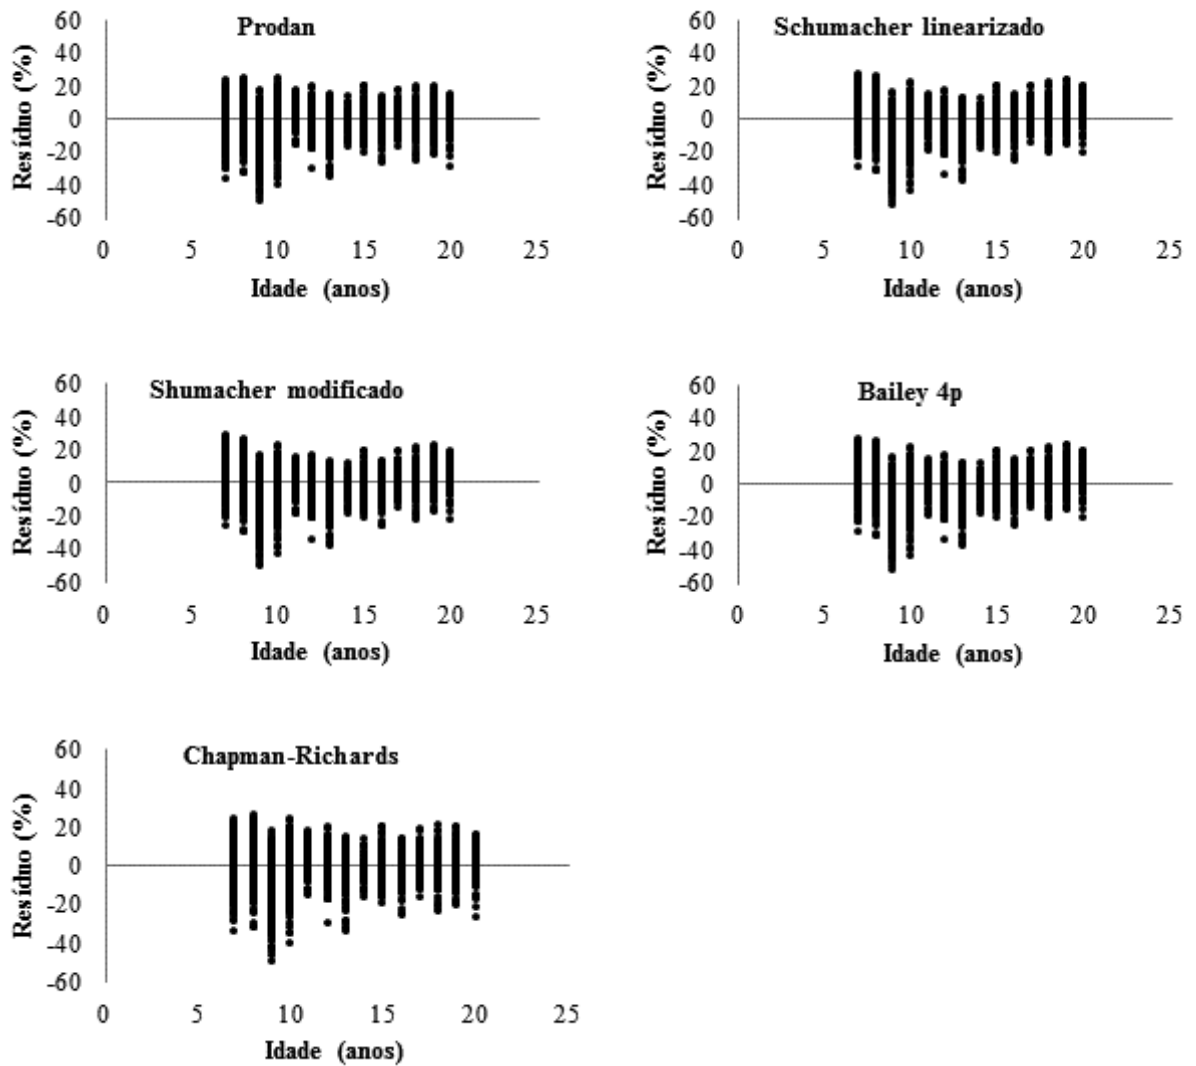 Prodan
Resíduo (%)
60
40
20
0
-20
-40
-60
0 5 10 15 20 25
Idade (anos)
Schumacher linearizado
Resíduo (%)
60
40
20
0
-20
-40
-60
0 5 10 15 20 25
Idade (anos)
Shumacher modificado
Resíduo (%)
60
40
20
0
-20
-40
-60
0 5 10 15 20 25
Idade (anos)
Bailey 4p
Resíduo (%)
60
40
20
0
-20
-40
-60
0 5 10 15 20 25
Idade (anos)
Chapman-Richards
Resíduo (%)
60
40
20
0
-20
-40
-60
0 5 10 15 20 25
Idade (anos)